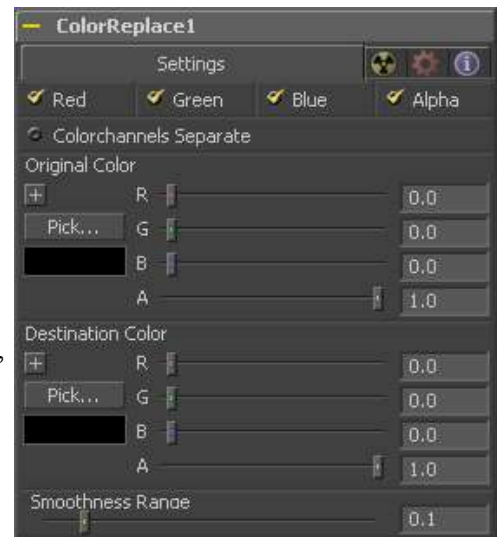 ColorReplace1
Settings
Red Green Blue Alpha
Colorchannels Separate
Original Color
R 0.0
Pick... G 0.0
B 0.0
A 1.0
Destination Color
R 0.0
Pick... G 0.0
B 0.0
A 1.0
Smoothness Range
0.1
,